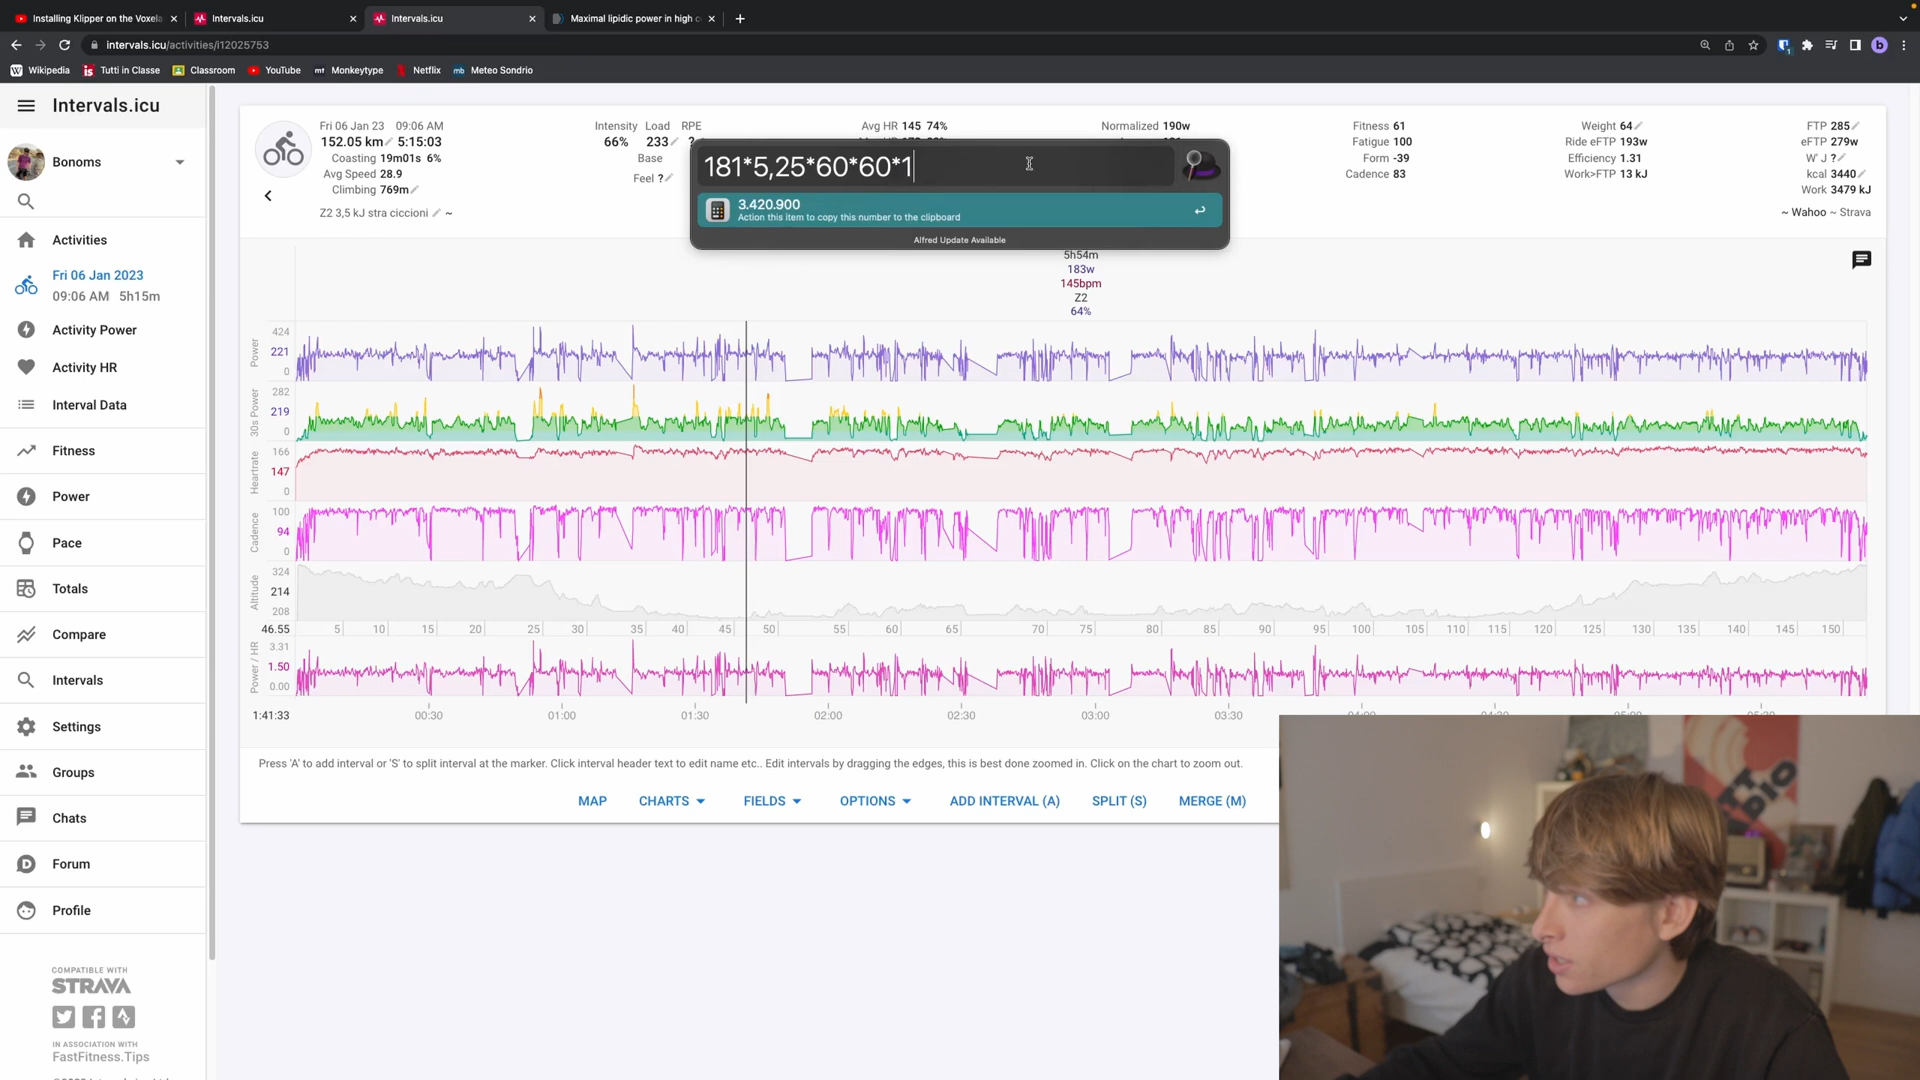 Installing Klipper on the Voxela
Intervals.icu
Intervals.icu
Maximal lipidic power in high c
intervals.icu/activities/i12025753
Wikipedia
Tutti in Classe
Classroom
YouTube
Monkeytype
Netflix
Meteo Sondrio
Intervals.icu
Bonoms
Activities
Fri 06 Jan 2023
09:06 AM 5h15m
Activity Power
Activity HR
Interval Data
Fitness
Power
Pace
Totals
Compare
Intervals
Settings
Groups
Chats
Forum
Profile
COMPATIBLE WITH
STRAVA
IN ASSOCIATION WITH
FastFitness.Tips
Fri 06 Jan 23 09:06 AM
152.05 km 5:15:03
Coasting 19m01s 6%
Avg Speed 28.9
Climbing 769m
Z2 3,5 kJ stra ciccioni ~
Intensity Load RPE
66% 233 ?
Base
Feel ?
Avg HR 145 74%
Normalized 190w
Fitness 61
Fatigue 100
Form -39
Cadence 83
Weight 64
Ride eFTP 193w
Efficiency 1.31
Work>FTP 13 kJ
FTP 285
eFTP 279w
W' J ?
kcal 3440
Work 3479 kJ
~ Wahoo ~ Strava
181*5,25*60*60*1
3.420.900
Action this item to copy this number to the clipboard
Alfred Update Available
5h54m
183w
145bpm
Z2
64%
Power
424
221
0
30s Power
282
219
0
Heartrate
166
147
0
Cadence
100
94
0
Altitude
324
214
208
46.55 5 10 15 20 25 30 35 40 45 50 55 60 65 70 75 80 85 90 95 100 105 110 115 120 125 130 135 140 145 150
Power / HR
3.31
1.50
0.00
1:41:33 00:30 01:00 01:30 02:00 02:30 03:00 03:30
Press 'A' to add interval or 'S' to split interval at the marker. Click interval header text to edit name etc.. Edit intervals by dragging the edges, this is best done zoomed in. Click on the chart to zoom out.
MAP CHARTS FIELDS OPTIONS ADD INTERVAL (A) SPLIT (S) MERGE (M)